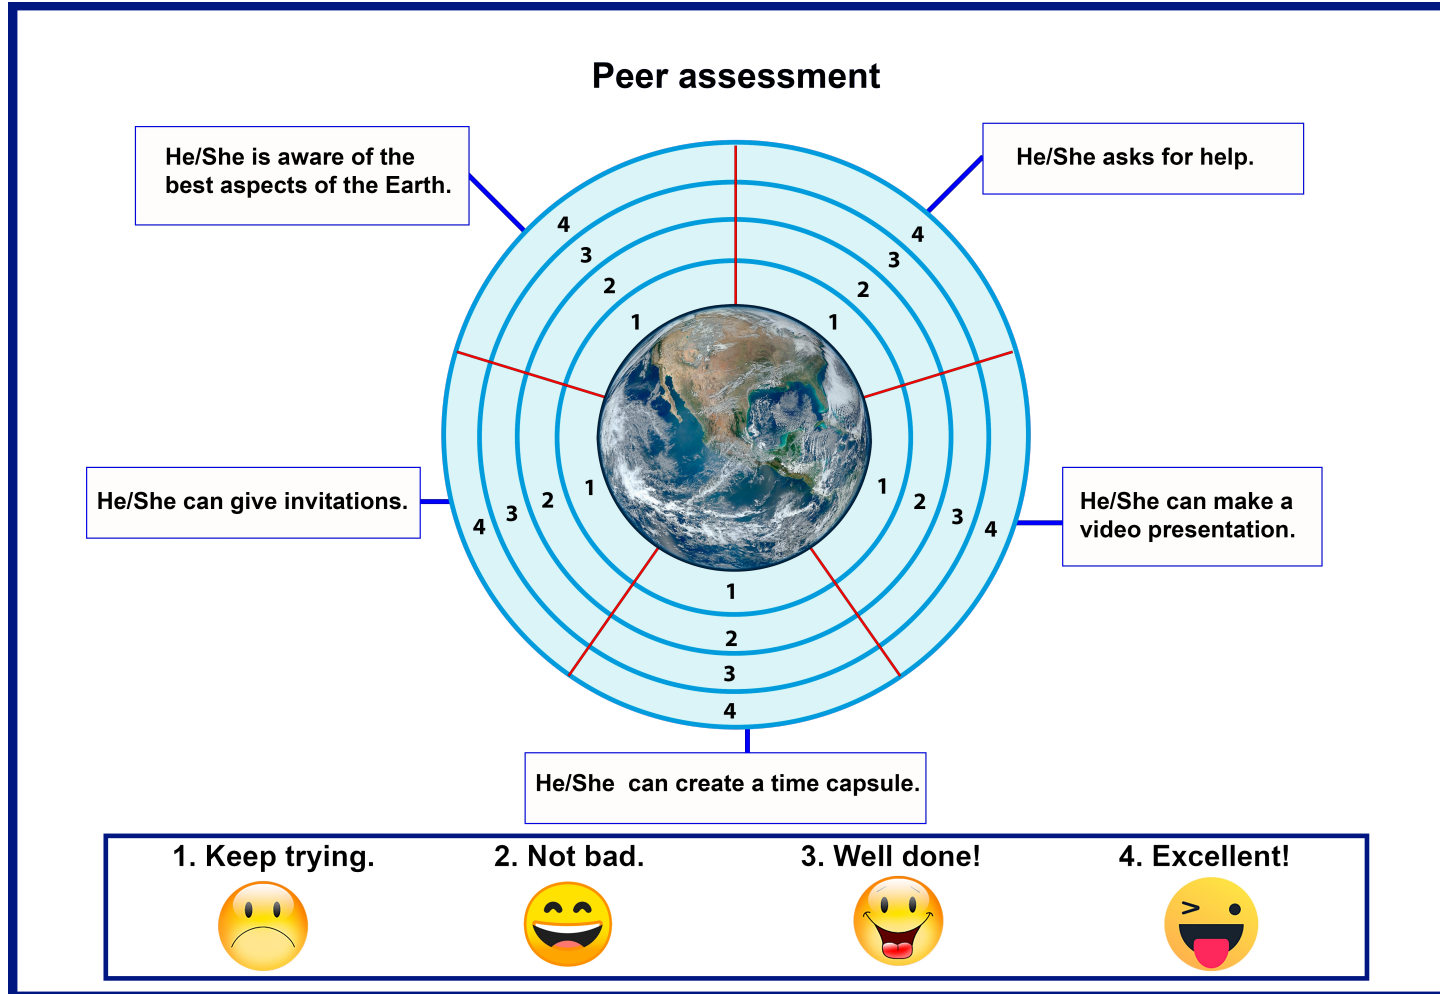 Peer assessment
He/She is aware of the
best aspects of the Earth.
He/She asks for help.
4
3
2
1
4
3
2
1
He/She can give invitations.
4
3
2
1
1
2
3
4
He/She can make a
video presentation.
1
2
3
4
He/She  can create a time capsule.
1. Keep trying.
2. Not bad.
3. Well done!
4. Excellent!